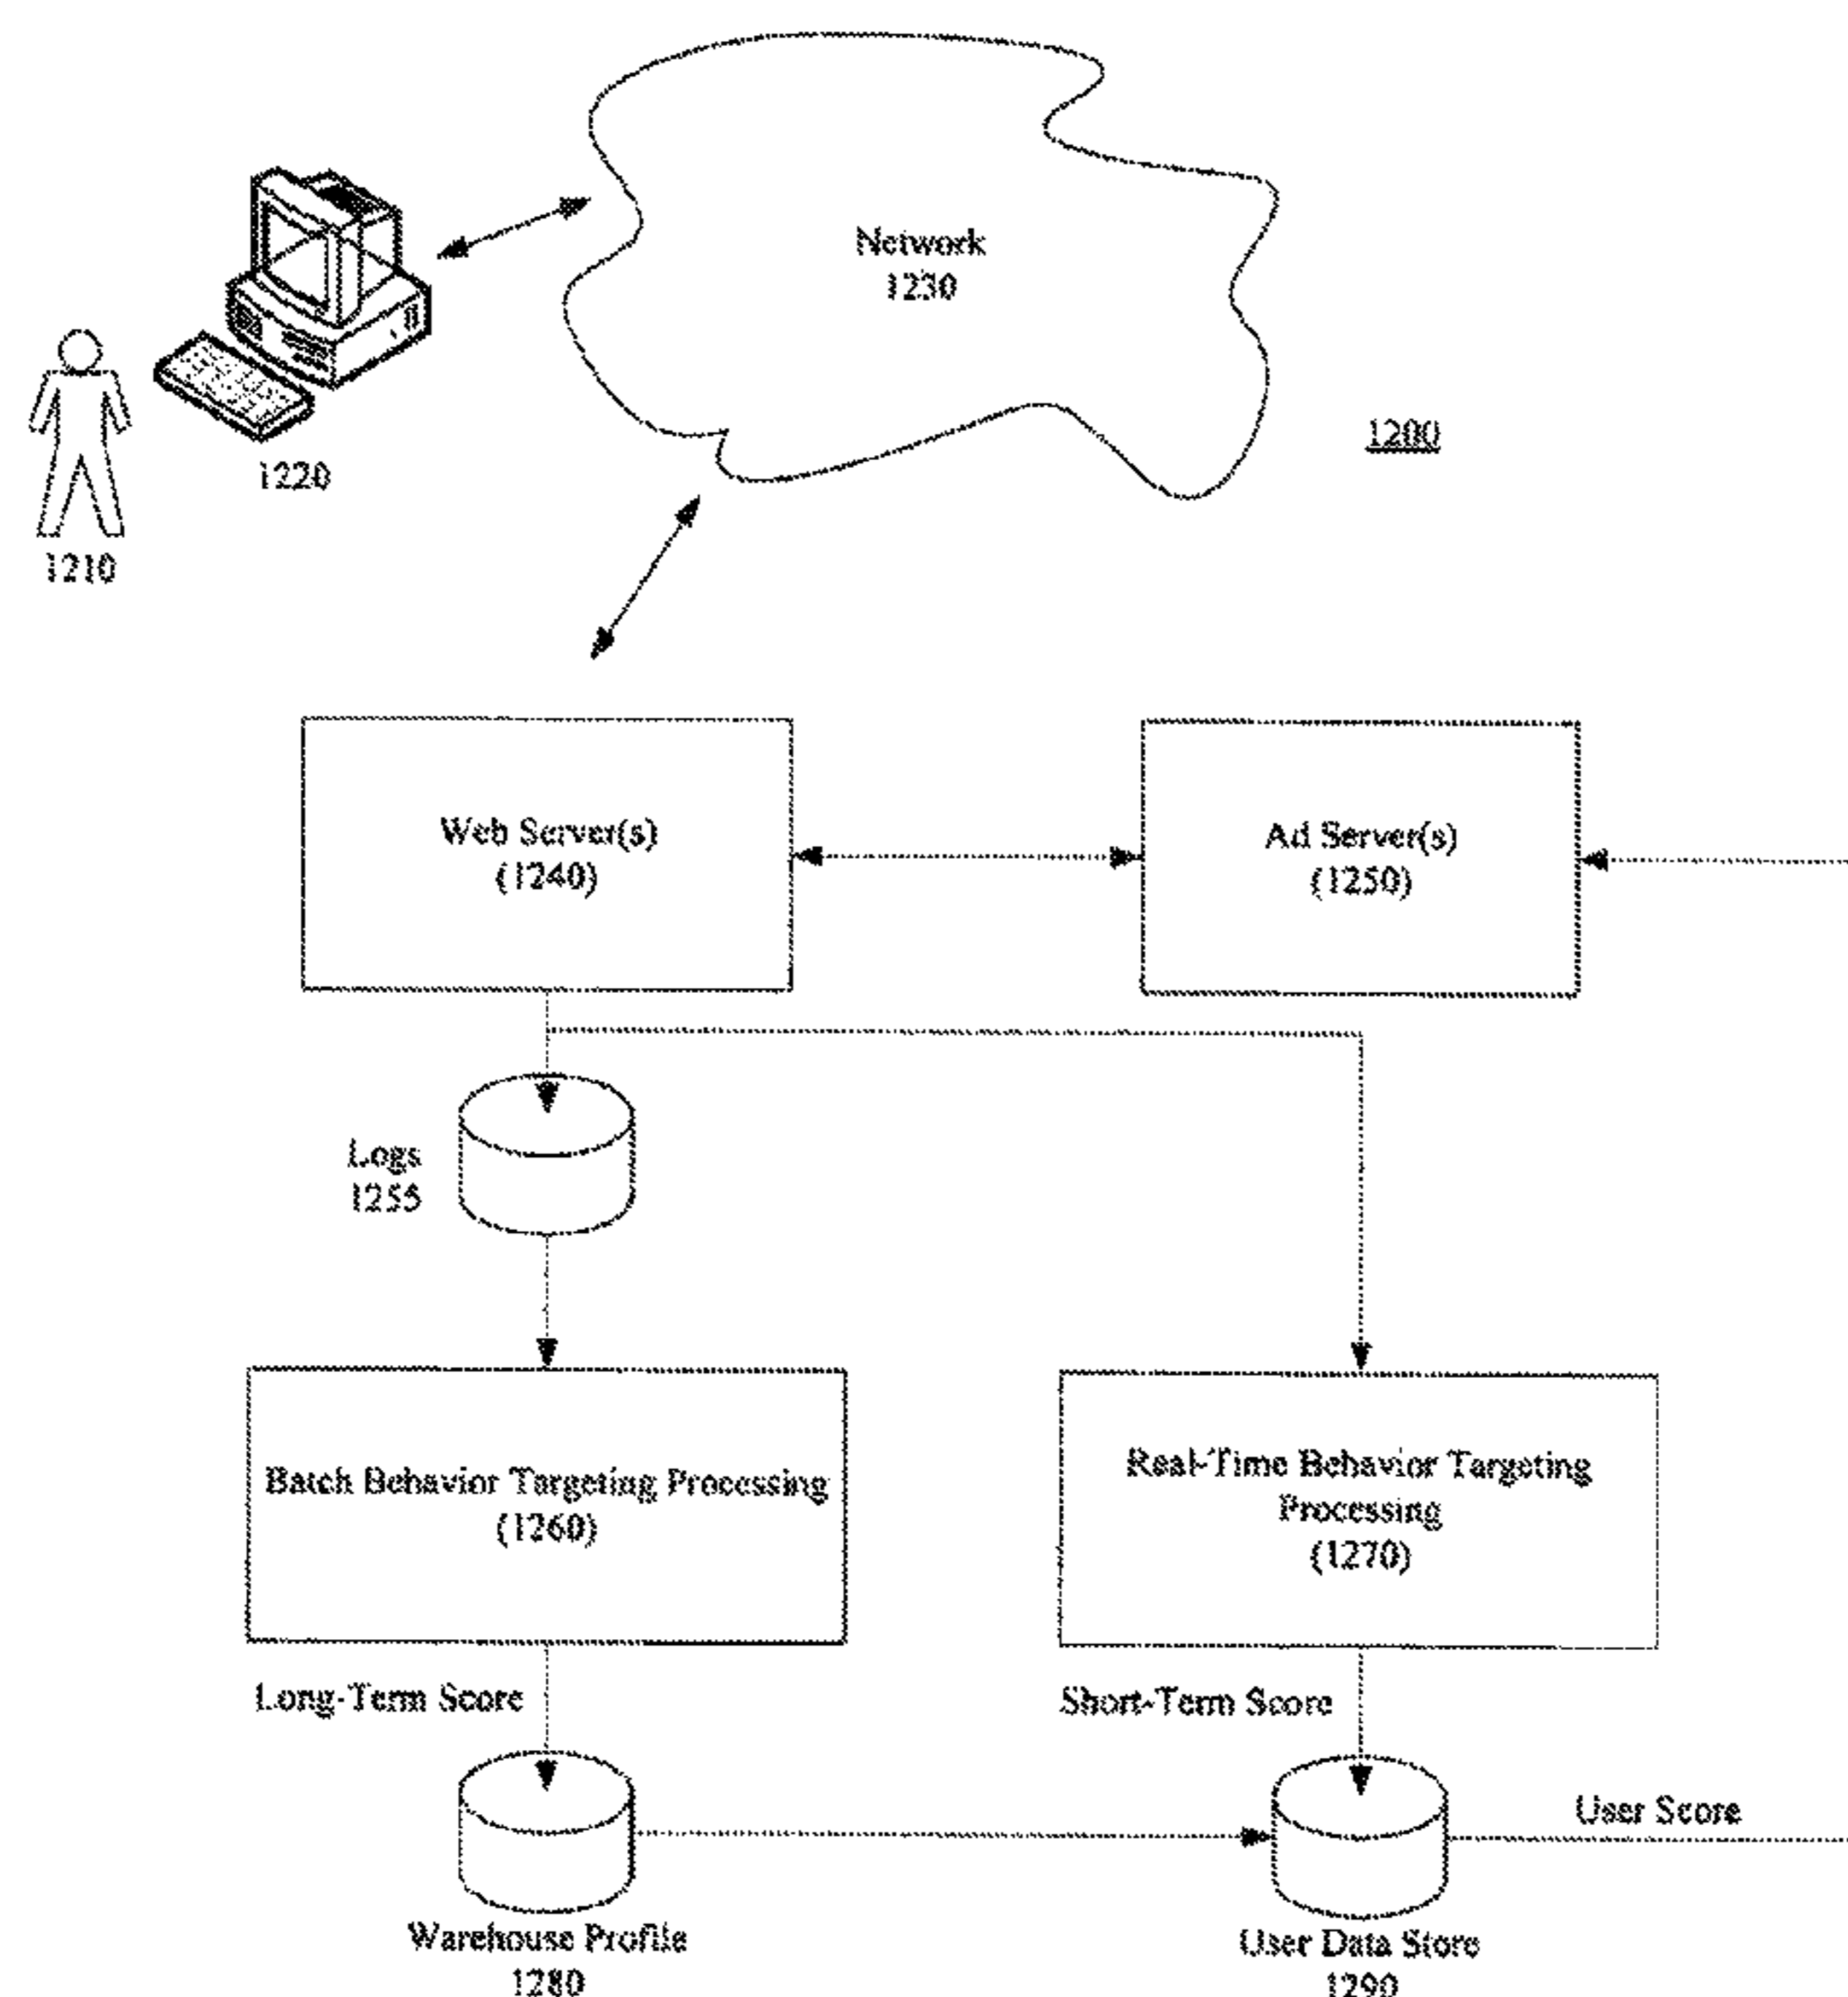 Network
1230
1200
1220
1210
Web Server(s)
(1240)
Ad Server(s)
(1250)
Logs
1255
Batch Behavior Targeting Processing
(1260)
Real-Time Behavior Targeting
Processing
(1270)
Long-Term Score
Short-Term Score
User Score
Warehouse Profile
1280
User Data Store
1290